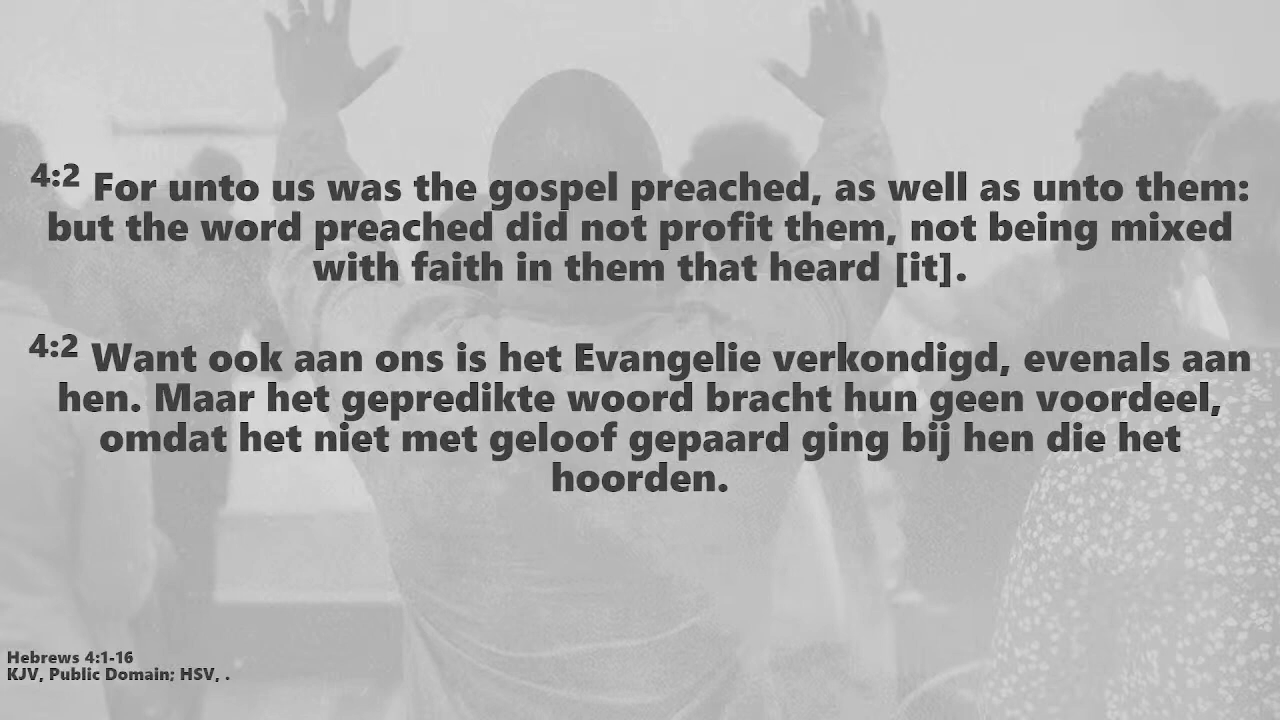 4:2 For unto us was the gospel preached, as well as unto them:
but the word preached did not profit them, not being mixed
with faith in them that heard [it].
4:2 Want ook aan ons is het Evangelie verkondigd, evenals aan
hen. Maar het gepredikte woord bracht hun geen voordeel,
omdat het niet met geloof gepaard ging bij hen die het
hoorden.
Hebrews 4:1-16
KJV, Public Domain; HSV, .